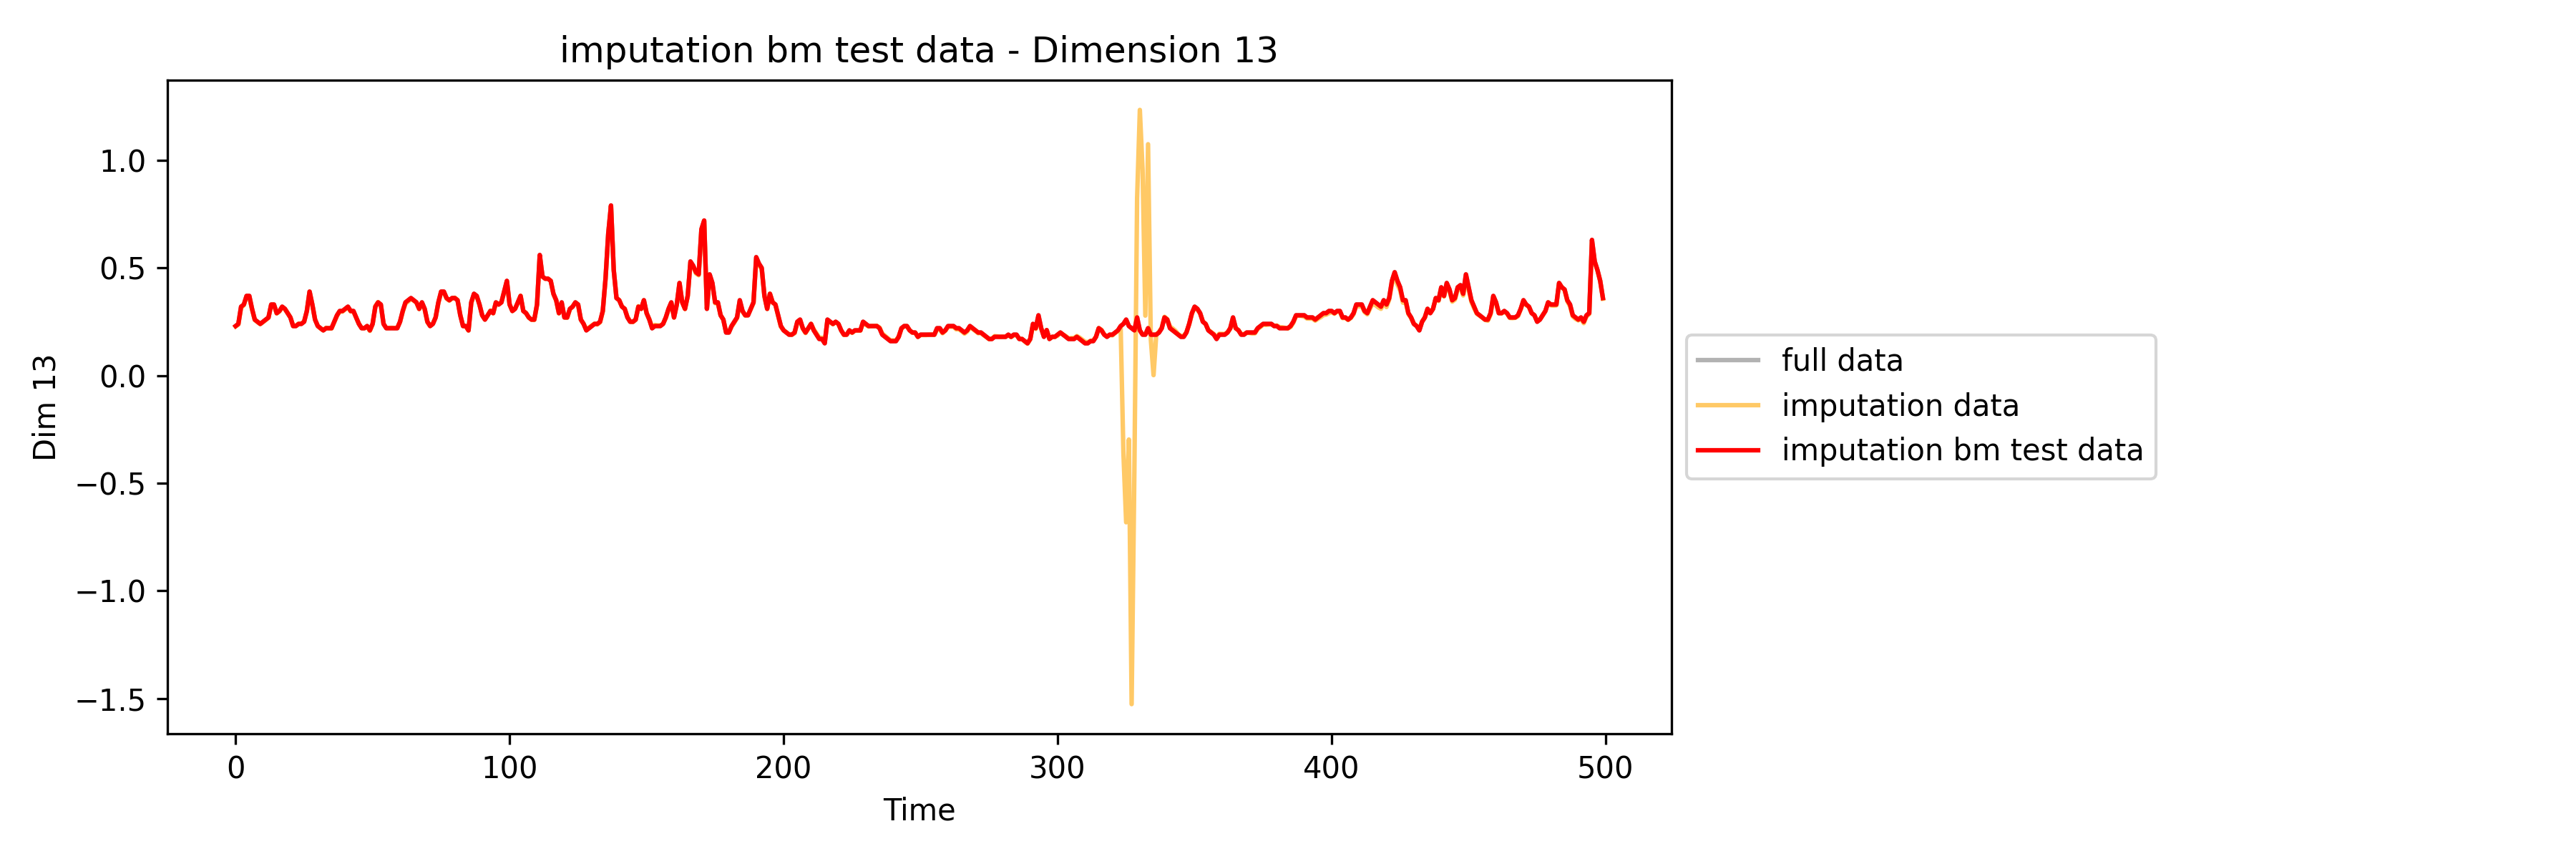 imputation bm test data - Dimension 13
1.0
0.5
0.0
−0.5
−1.0
−1.5
Dim 13
0 100 200 300 400 500
Time
full data
imputation data
imputation bm test data